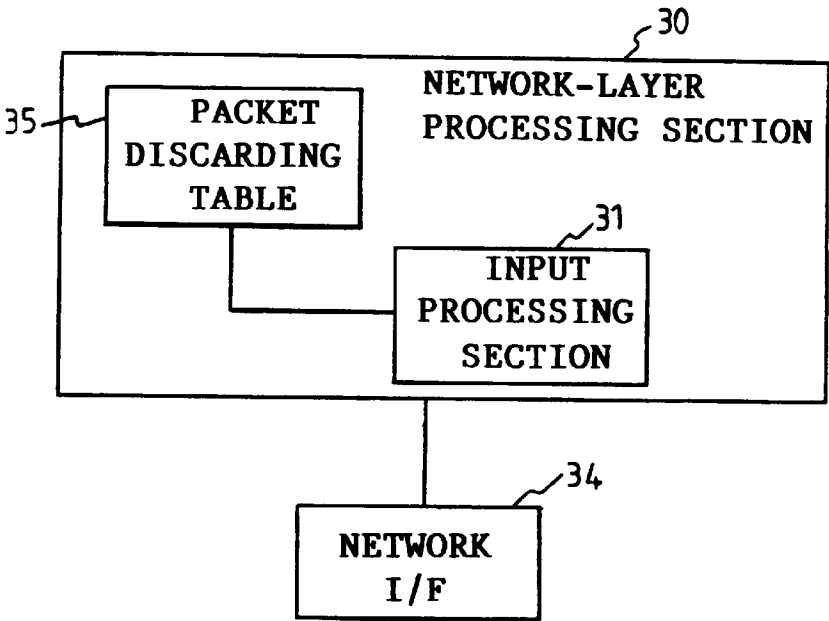 30
NETWORK-LAYER
PROCESSING SECTION
35
PACKET
DISCARDING
TABLE
31
INPUT
PROCESSING
SECTION
34
NETWORK
I/F